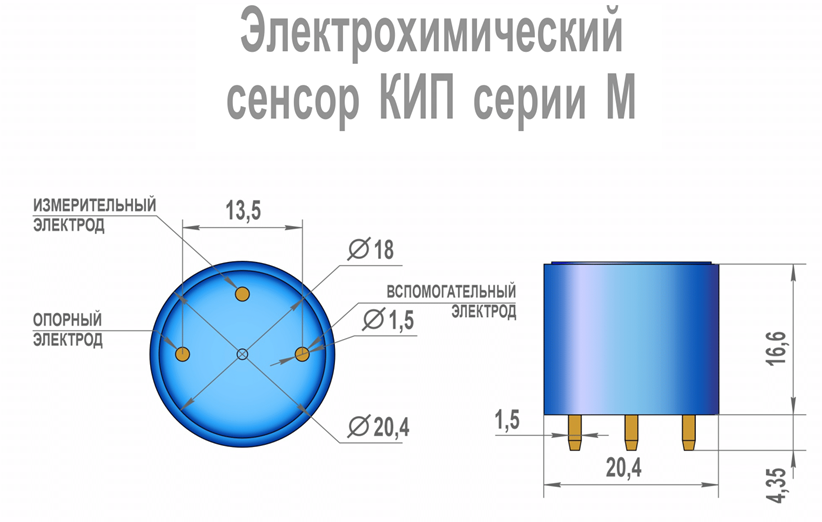 Электрохимический
сенсор КИП серии М
ИЗМЕРИТЕЛЬНЫЙ
ЭЛЕКТРОД
13,5
⌀18
ВСПОМОГАТЕЛЬНЫЙ
ЭЛЕКТРОД
ОПОРНЫЙ
ЭЛЕКТРОД
⌀1,5
⌀20,4
16,6
1,5
20,4
4,35